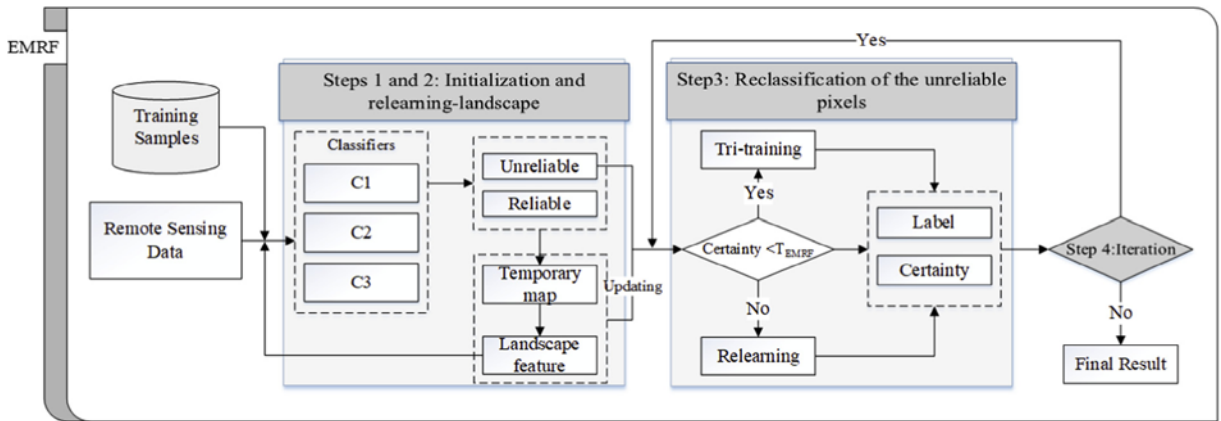 EMRF
Yes
Steps 1 and 2: Initialization and
relearning-landscape
Step3: Reclassification of the unreliable
pixels
Training
Samples
Remote Sensing
Data
Classifiers
C1
C2
C3
Unreliable
Reliable
Temporary
map
Landscape
feature
Updating
Tri-training
Yes
Certainty <T_EMRF
No
Relearning
Label
Certainty
Step 4:Iteration
No
Final Result